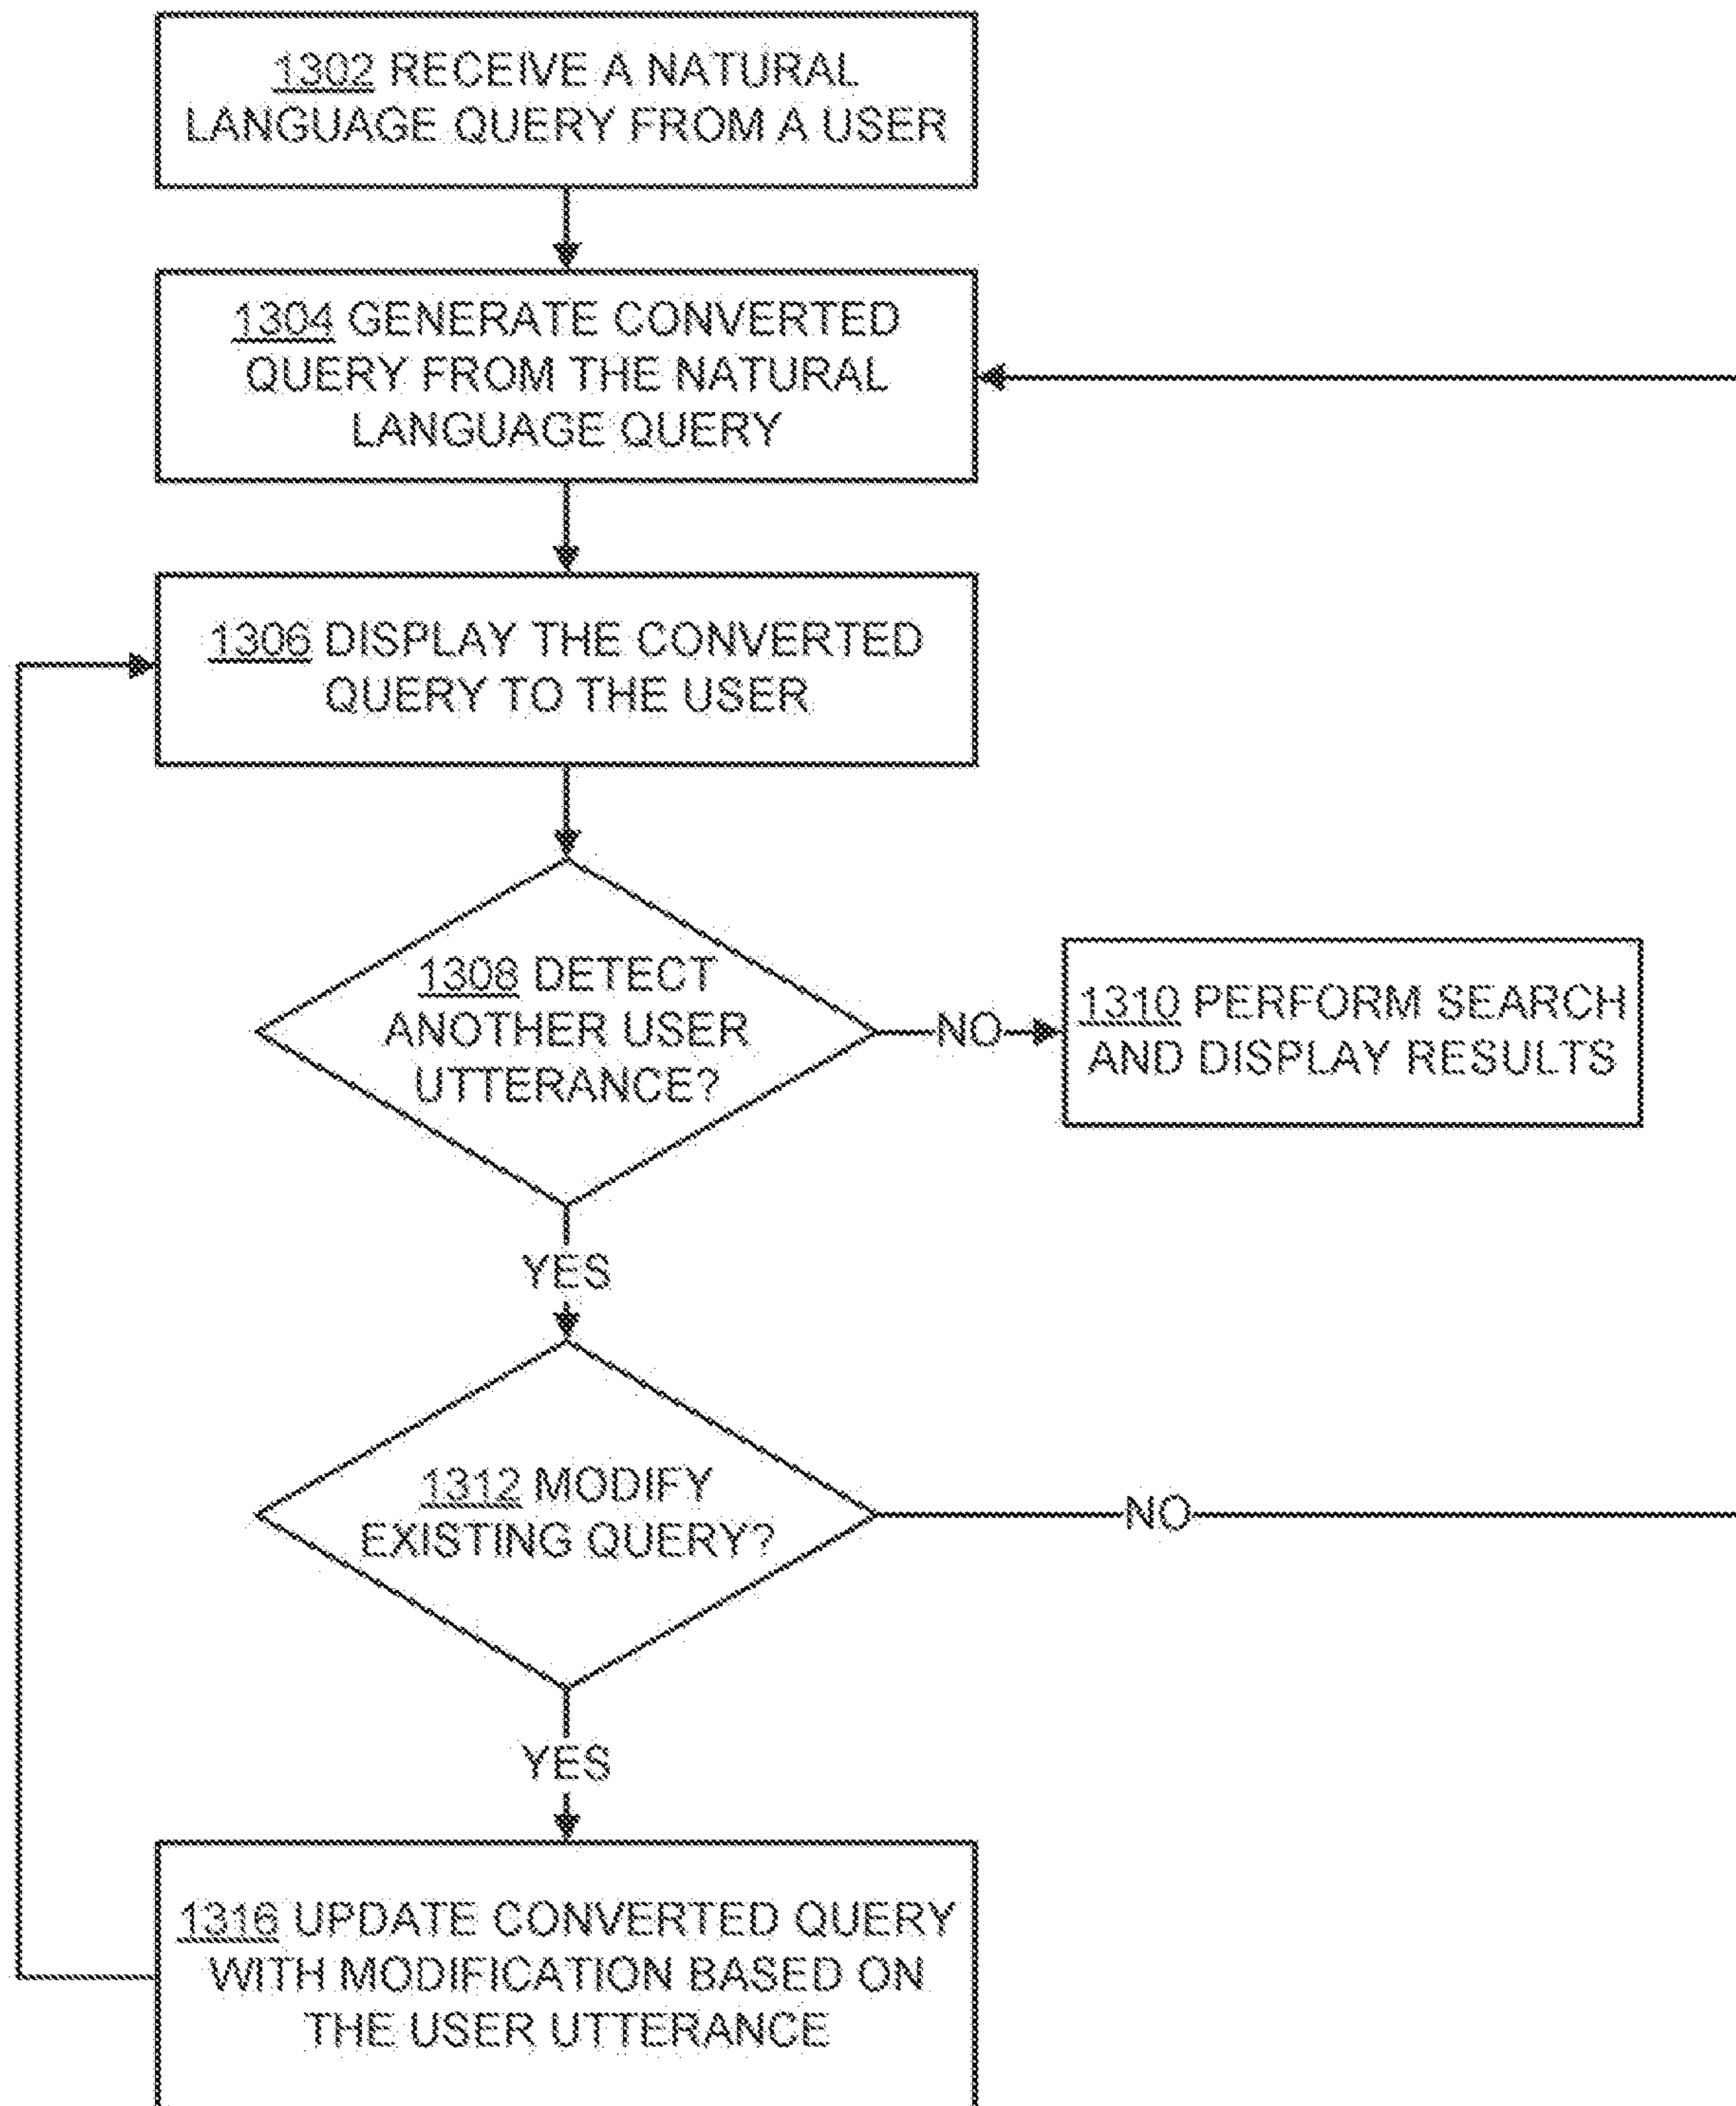 1302 RECEIVE A NATURAL
LANGUAGE QUERY FROM A USER
1304 GENERATE CONVERTED
QUERY FROM THE NATURAL
LANGUAGE QUERY
1306 DISPLAY THE CONVERTED
QUERY TO THE USER
1308 DETECT
ANOTHER USER
UTTERANCE?
NO
1310 PERFORM SEARCH
AND DISPLAY RESULTS
YES
1312 MODIFY
EXISTING QUERY?
NO
YES
1316 UPDATE CONVERTED QUERY
WITH MODIFICATION BASED ON
THE USER UTTERANCE